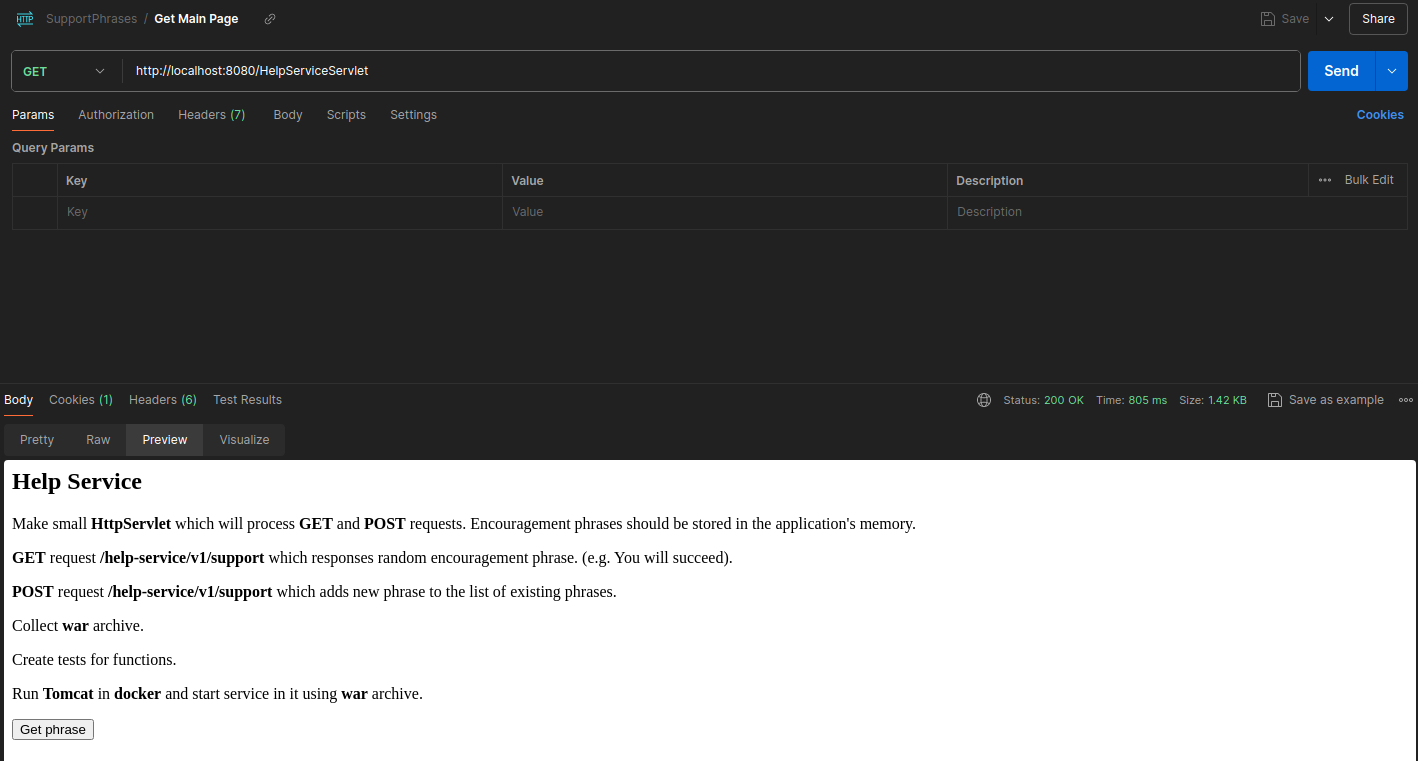 HTTP SupportPhrases / Get Main Page Save Share
GET http://localhost:8080/HelpServiceServlet Send
Params Authorization Headers (7) Body Scripts Settings Cookies
Query Params
Key Value Description Bulk Edit
Key Value Description
Body Cookies (1) Headers (6) Test Results Status: 200 OK Time: 805 ms Size: 1.42 KB Save as example
Pretty Raw Preview Visualize
Help Service
Make small HttpServlet which will process GET and POST requests. Encouragement phrases should be stored in the application's memory.
GET request /help-service/v1/support which responses random encouragement phrase. (e.g. You will succeed).
POST request /help-service/v1/support which adds new phrase to the list of existing phrases.
Collect war archive.
Create tests for functions.
Run Tomcat in docker and start service in it using war archive.
Get phrase